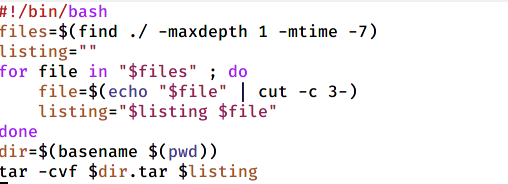 #!/bin/bash
files=$(find ./ -maxdepth 1 -mtime -7)
listing=""
for file in "$files" ; do
    file=$(echo "$file" | cut -c 3-)
    listing="$listing $file"
done
dir=$(basename $(pwd))
tar -cvf $dir.tar $listing